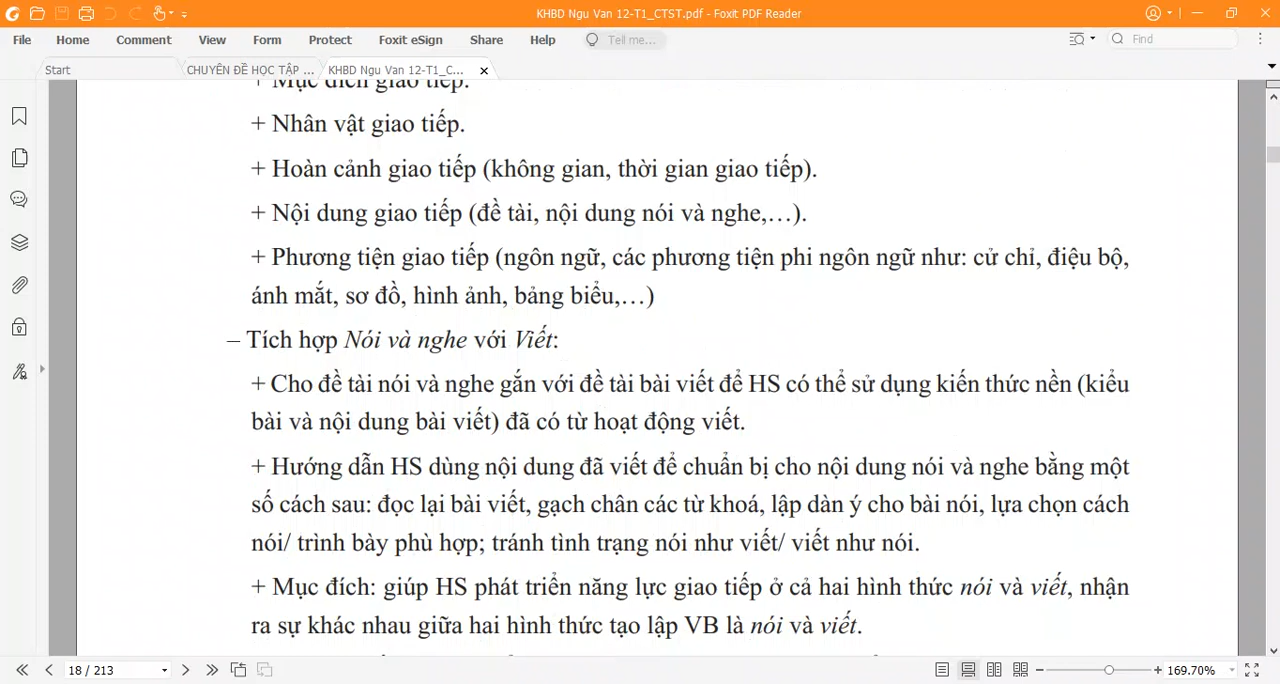 KHBD Ngu Van 12-T1_CTST.pdf - Foxit PDF Reader
File Home Comment View Form Protect Foxit eSign Share Help Tell me... Find
Start CHUYÊN ĐỀ HỌC TẬP ... KHBD Ngu Van 12-T1_C...
+ Mục đích giao tiếp.
+ Nhân vật giao tiếp.
+ Hoàn cảnh giao tiếp (không gian, thời gian giao tiếp).
+ Nội dung giao tiếp (đề tài, nội dung nói và nghe,…).
+ Phương tiện giao tiếp (ngôn ngữ, các phương tiện phi ngôn ngữ như: cử chỉ, điệu bộ,
ánh mắt, sơ đồ, hình ảnh, bảng biểu,…)
– Tích hợp Nói và nghe với Viết:
+ Cho đề tài nói và nghe gắn với đề tài bài viết để HS có thể sử dụng kiến thức nền (kiểu
bài và nội dung bài viết) đã có từ hoạt động viết.
+ Hướng dẫn HS dùng nội dung đã viết để chuẩn bị cho nội dung nói và nghe bằng một
số cách sau: đọc lại bài viết, gạch chân các từ khoá, lập dàn ý cho bài nói, lựa chọn cách
nói/ trình bày phù hợp; tránh tình trạng nói như viết/ viết như nói.
+ Mục đích: giúp HS phát triển năng lực giao tiếp ở cả hai hình thức nói và viết, nhận
ra sự khác nhau giữa hai hình thức tạo lập VB là nói và viết.
18 / 213 169.70%